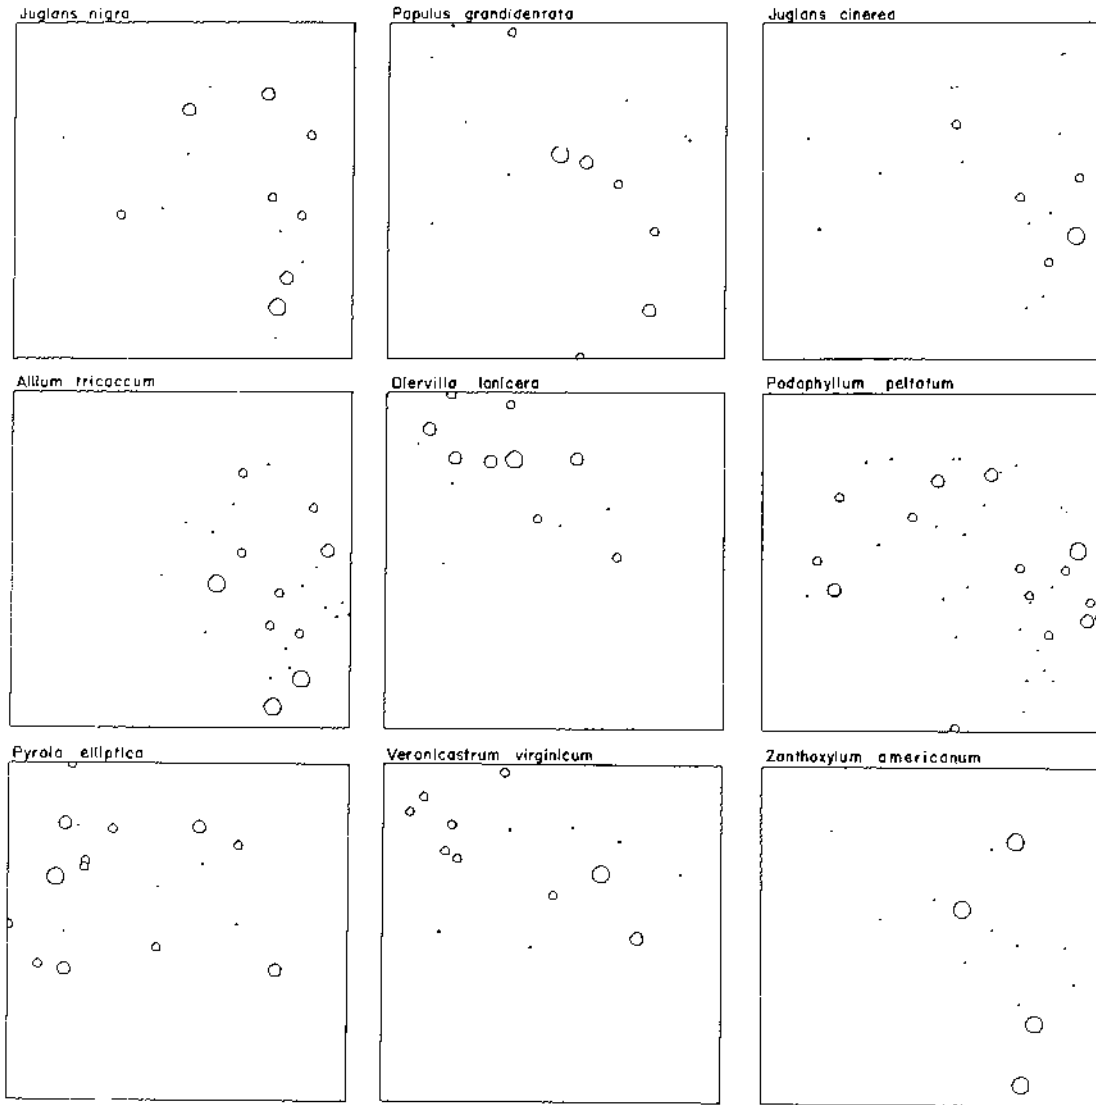 Juglans nigra
Populus grandidentata
Juglans cinerea
Allium tricoccum
Diervilla lonicera
Podophyllum peltatum
Pyrola elliptica
Veronicastrum virginicum
Zanthoxylum americanum